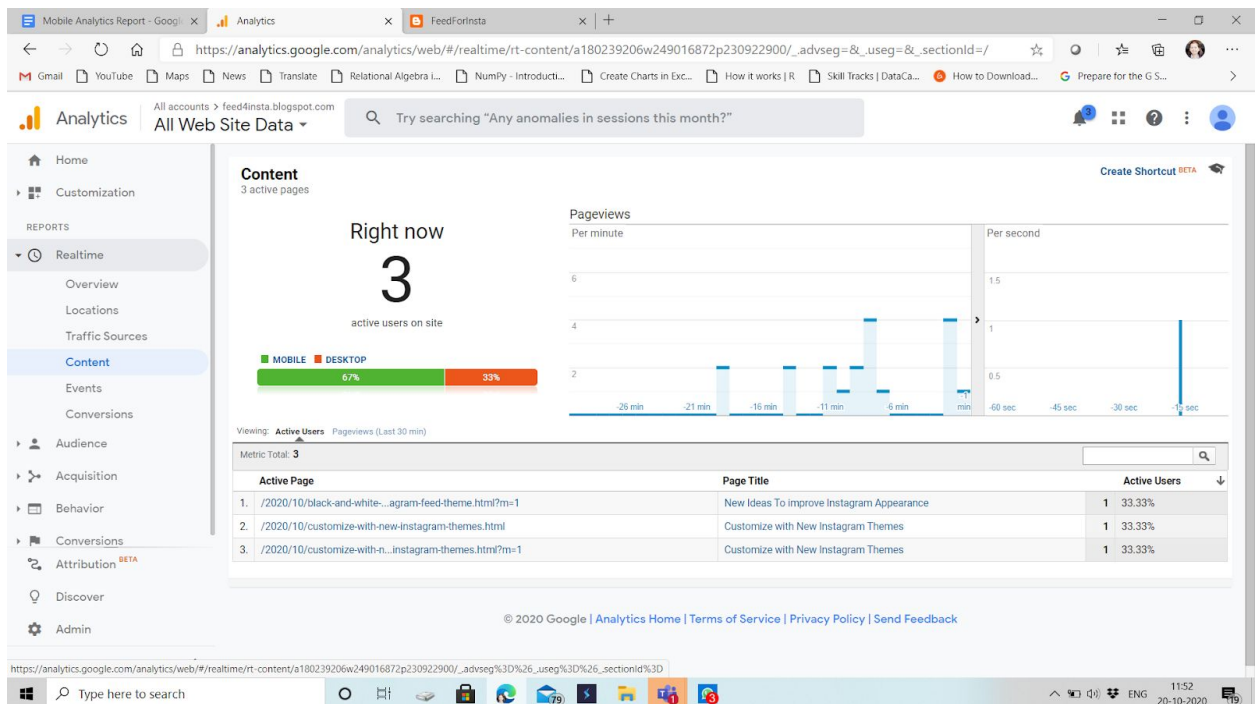 Mobile Analytics Report - Googl
Analytics
FeedForInsta
https://analytics.google.com/analytics/web/#/realtime/rt-content/a180239206w249016872p230922900/_.advseg=&_.useg=&_.sectionId=/
Gmail YouTube Maps News Translate Relational Algebra i... NumPy - Introducti... Create Charts in Exc... How it works | R Skill Tracks | DataCa... How to Download... Prepare for the G S...
Analytics
All accounts > feed4insta.blogspot.com
All Web Site Data
Try searching “Any anomalies in sessions this month?”
3
Home
Customization
REPORTS
Realtime
Overview
Locations
Traffic Sources
Content
Events
Conversions
Audience
Acquisition
Behavior
Conversions
Attribution BETA
Discover
Admin
Content
3 active pages
Create Shortcut BETA
Right now
3
active users on site
MOBILE DESKTOP
67% 33%
Pageviews
Per minute
6
4
2
-26 min -21 min -16 min -11 min -6 min min
Per second
1.5
1
0.5
-60 sec -45 sec -30 sec -15 sec
Viewing: Active Users Pageviews (Last 30 min)
Metric Total: 3
Active Page Page Title Active Users
1. /2020/10/black-and-white-...agram-feed-theme.html?m=1 New Ideas To improve Instagram Appearance 1 33.33%
2. /2020/10/customize-with-new-instagram-themes.html Customize with New Instagram Themes 1 33.33%
3. /2020/10/customize-with-n...instagram-themes.html?m=1 Customize with New Instagram Themes 1 33.33%
© 2020 Google | Analytics Home | Terms of Service | Privacy Policy | Send Feedback
https://analytics.google.com/analytics/web/#/realtime/rt-content/a180239206w249016872p230922900/_.advseg%3D%26_.useg%3D%26_.sectionId%3D
Type here to search
79
ENG
11:52
20-10-2020
19